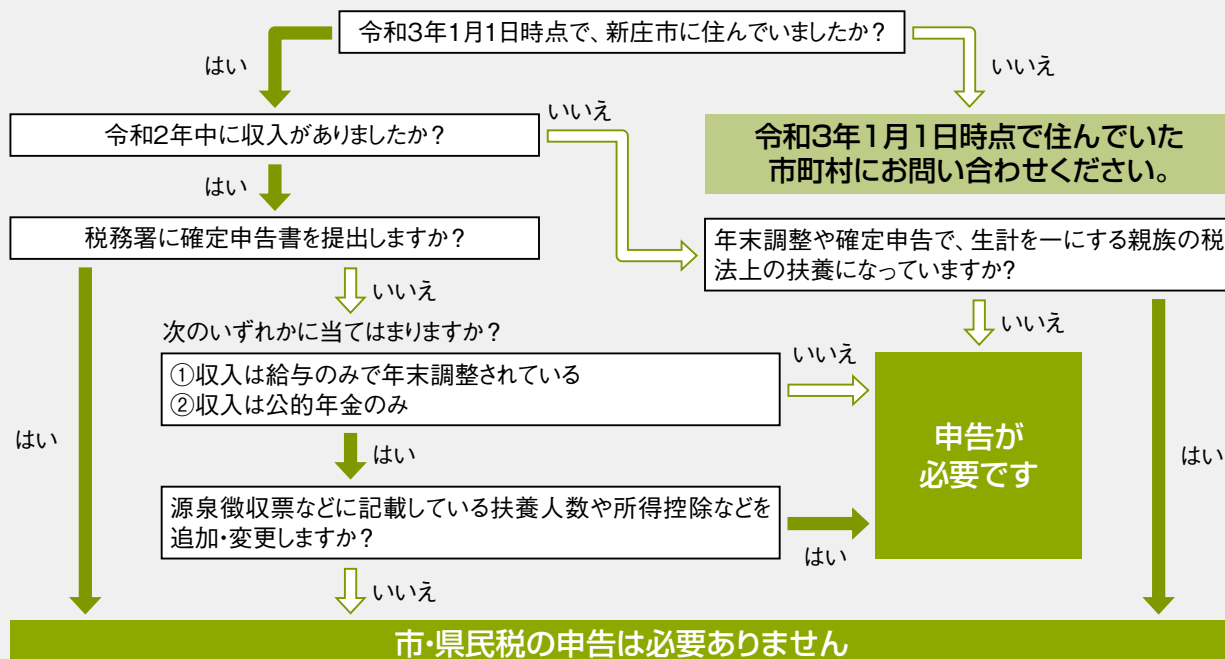 令和3年1月1日時点で、新庄市に住んでいましたか？
はい
いいえ
令和2年中に収入がありましたか？
いいえ
令和3年1月1日時点で住んでいた
市町村にお問い合わせください。
はい
税務署に確定申告書を提出しますか？
年末調整や確定申告で、生計を一にする親族の税
法上の扶養になっていますか？
いいえ
いいえ
次のいずれかに当てはまりますか？
いいえ
①収入は給与のみで年末調整されている
②収入は公的年金のみ
申告が
必要です
はい
はい
はい
源泉徴収票などに記載している扶養人数や所得控除などを
追加・変更しますか？
はい
いいえ
市・県民税の申告は必要ありません